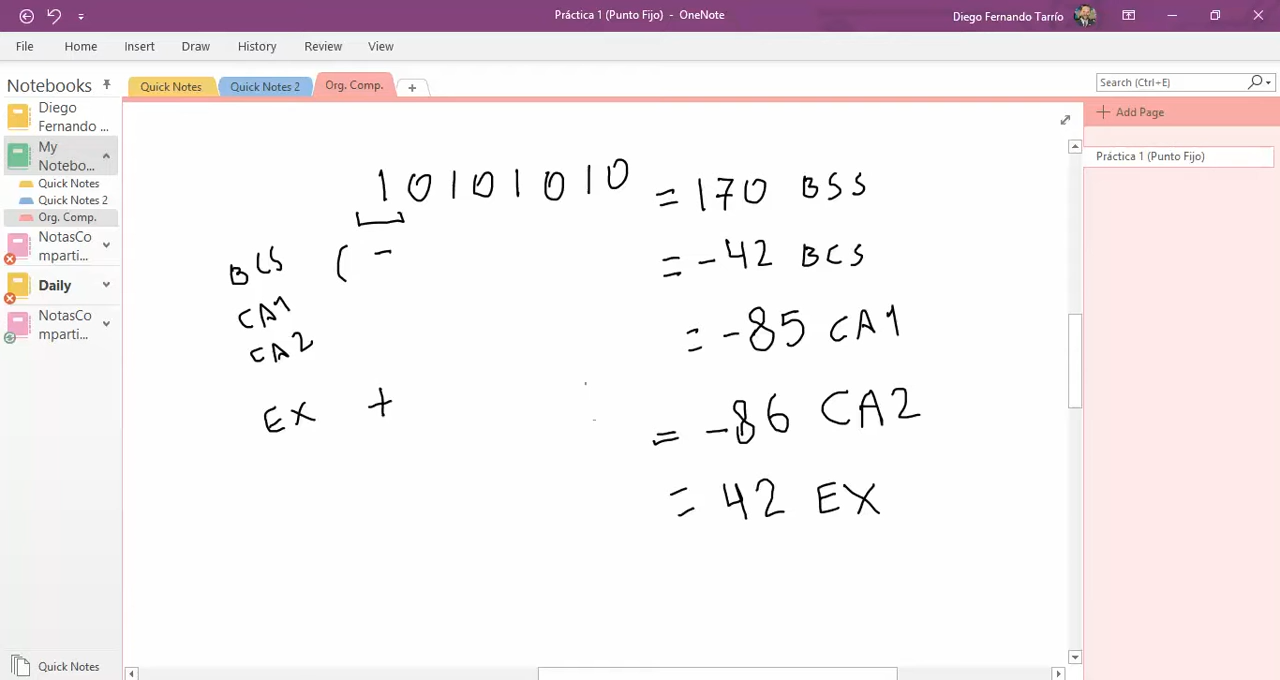 Práctica 1 (Punto Fijo) - OneNote
Diego Fernando Tarrío
File Home Insert Draw History Review View
Notebooks
Quick Notes Quick Notes 2 Org. Comp.
Search (Ctrl+E)
Diego
Fernando ...
My
Notebo...
Quick Notes
Quick Notes 2
Org. Comp.
NotasCo
mparti...
Daily
NotasCo
mparti...
Quick Notes
Add Page
Práctica 1 (Punto Fijo)
10101010 = 170 BSS
BCS ( -
CA1
CA2
EX +
= -42 BCS
= -85 CA1
= -86 CA2
= 42 EX